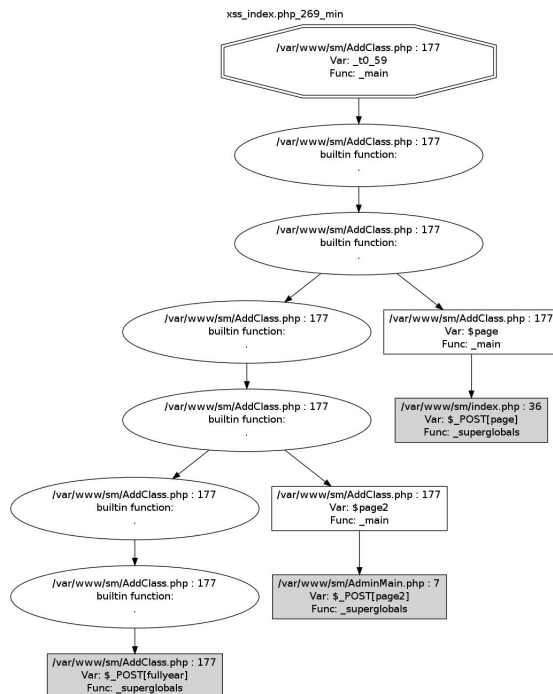 xss_index.php_269_min
/var/www/sm/AddClass.php : 177
Var: _t0_59
Func: _main
/var/www/sm/AddClass.php : 177
builtin function:
.
/var/www/sm/AddClass.php : 177
builtin function:
.
/var/www/sm/AddClass.php : 177
builtin function:
.
/var/www/sm/AddClass.php : 177
Var: $page
Func: _main
/var/www/sm/AddClass.php : 177
builtin function:
.
/var/www/sm/index.php : 36
Var: $_POST[page]
Func: _superglobals
/var/www/sm/AddClass.php : 177
builtin function:
.
/var/www/sm/AddClass.php : 177
Var: $page2
Func: _main
/var/www/sm/AddClass.php : 177
builtin function:
.
/var/www/sm/AdminMain.php : 7
Var: $_POST[page2]
Func: _superglobals
/var/www/sm/AddClass.php : 177
Var: $_POST[fullyear]
Func: _superglobals